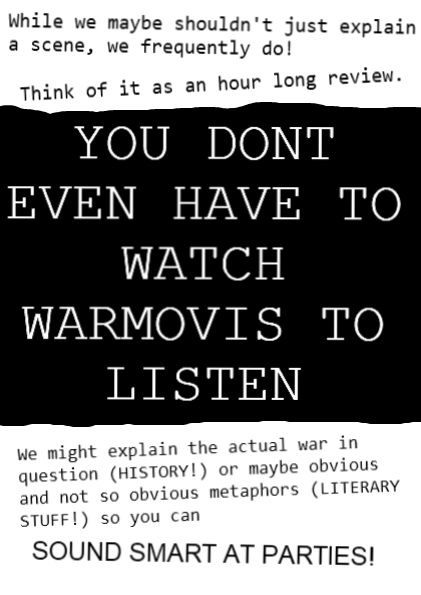 While we maybe shouldn't just explain
a scene, we frequently do!
Think of it as an hour long review.
YOU DONT
EVEN HAVE TO
WATCH
WARMOVIS TO
LISTEN
We might explain the actual war in
question (HISTORY!) or maybe obvious
and not so obvious metaphors (LITERARY
STUFF!) so you can
SOUND SMART AT PARTIES!